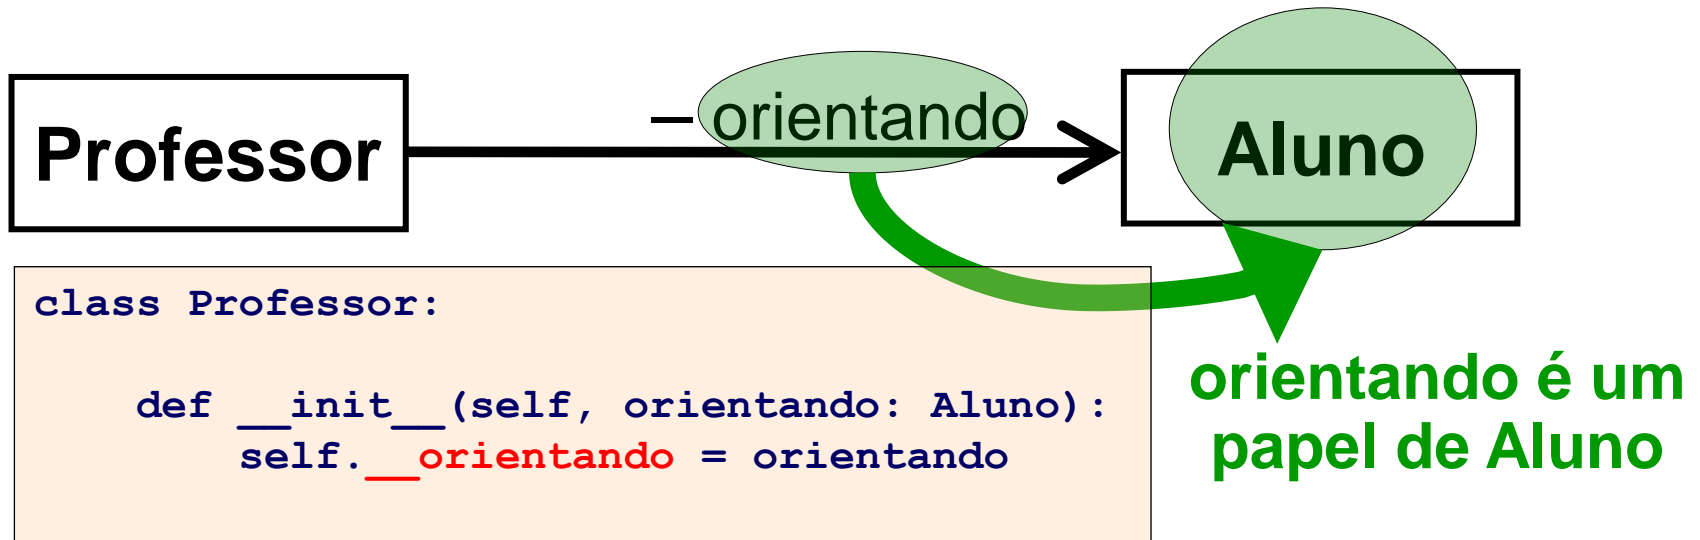 Professor
– orientando
Aluno
class Professor:
def __init__(self, orientando: Aluno):
self.__orientando = orientando
orientando é um
papel de Aluno